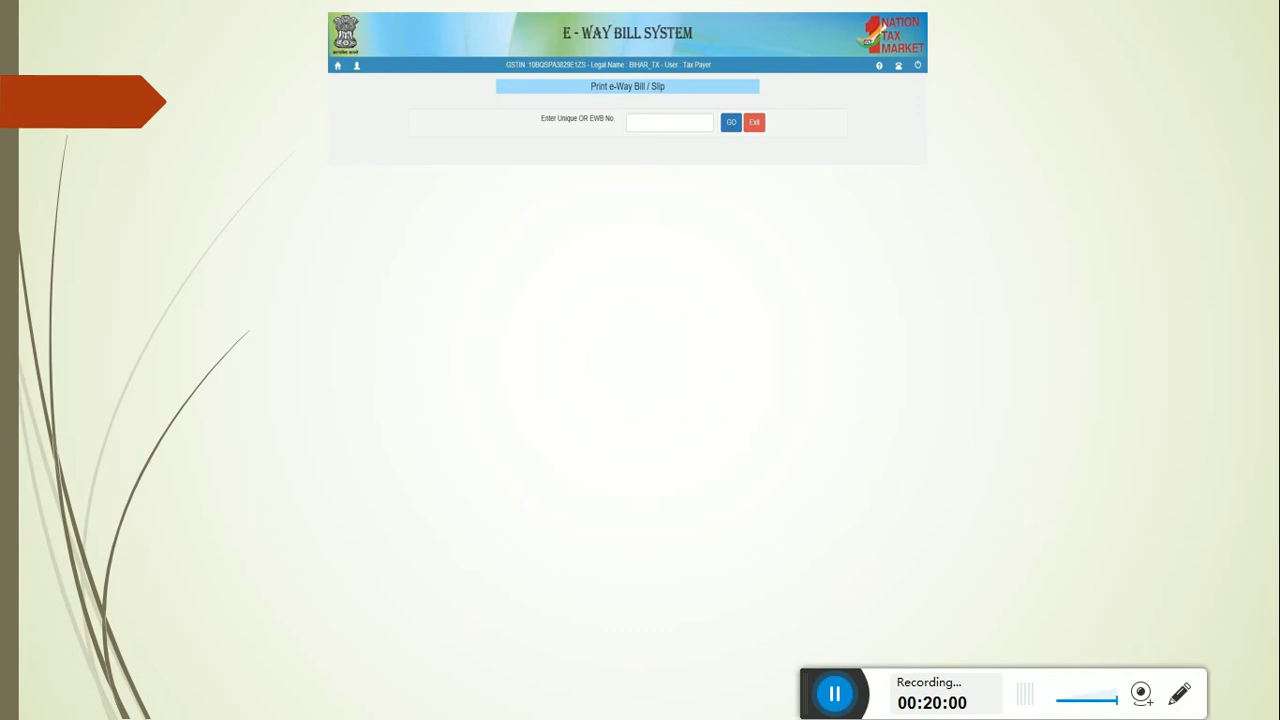 E - WAY BILL SYSTEM
1 NATION
TAX
MARKET
GSTIN :10BQSPA3829E1ZS - Legal Name : BIHAR_TX - User : Tax Payer
Print e-Way Bill / Slip
Enter Unique OR EWB No.
GO
Exit
Recording...
00:20:00